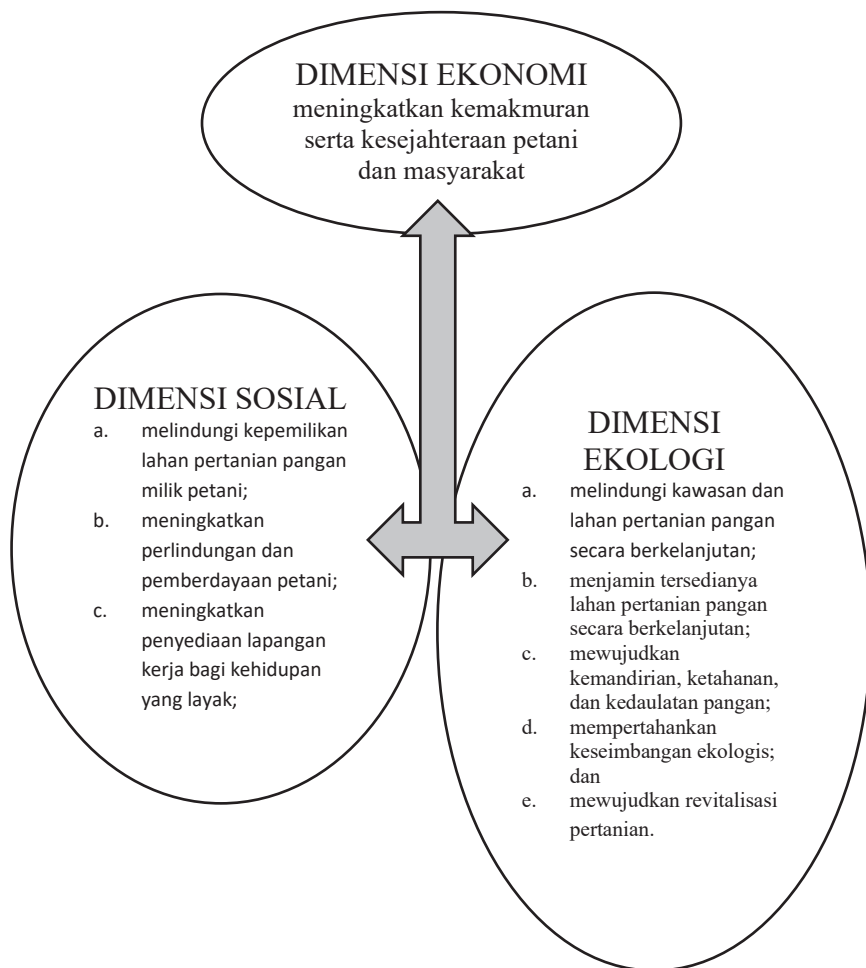 DIMENSI EKONOMI
meningkatkan kemakmuran
serta kesejahteraan petani
dan masyarakat
DIMENSI SOSIAL
a. melindungi kepemilikan
lahan pertanian pangan
milik petani;
b. meningkatkan
perlindungan dan
pemberdayaan petani;
c. meningkatkan
penyediaan lapangan
kerja bagi kehidupan
yang layak;
DIMENSI
EKOLOGI
a. melindungi kawasan dan
lahan pertanian pangan
secara berkelanjutan;
b. menjamin tersedianya
lahan pertanian pangan
secara berkelanjutan;
c. mewujudkan
kemandirian, ketahanan,
dan kedaulatan pangan;
d. mempertahankan
keseimbangan ekologis;
dan
e. mewujudkan revitalisasi
pertanian.